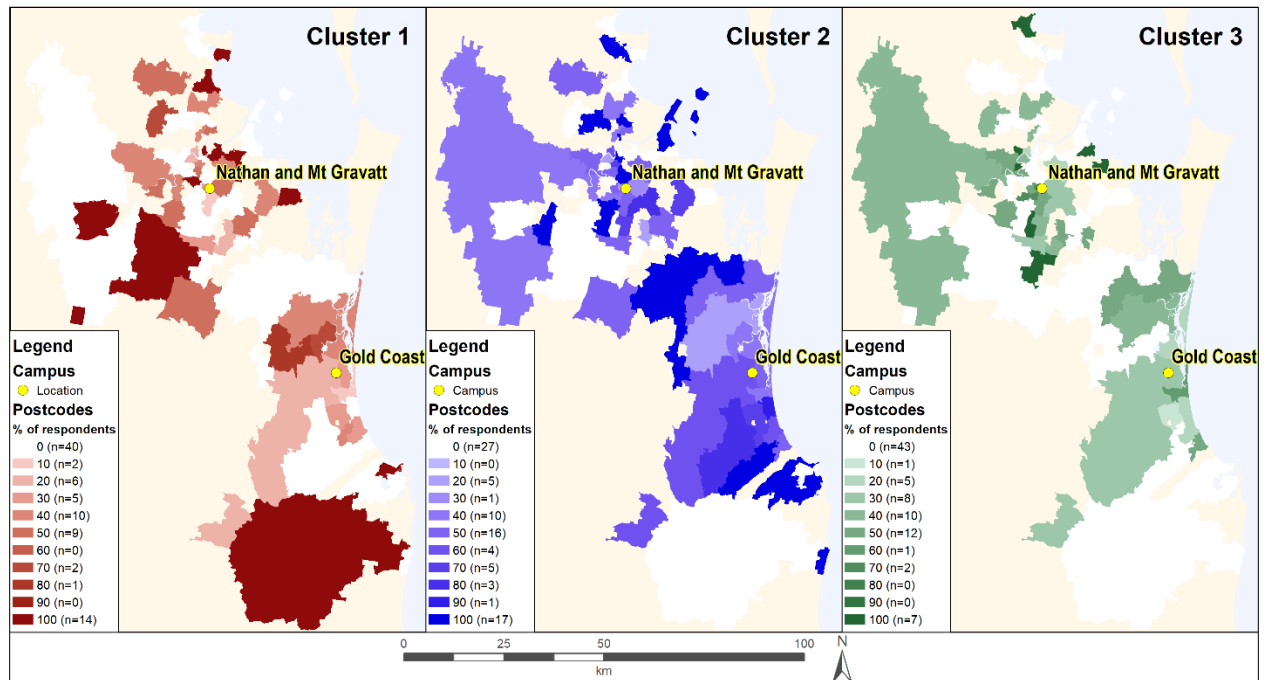 Cluster 1
Nathan and Mt Gravatt
Gold Coast
Legend
Campus
Location
Postcodes
% of respondents
0 (n=40)
10 (n=2)
20 (n=6)
30 (n=5)
40 (n=10)
50 (n=9)
60 (n=0)
70 (n=2)
80 (n=1)
90 (n=0)
100 (n=14)
Cluster 2
Nathan and Mt Gravatt
Gold Coast
Legend
Campus
Campus
Postcodes
% of respondents
0 (n=27)
10 (n=0)
20 (n=5)
30 (n=1)
40 (n=10)
50 (n=16)
60 (n=4)
70 (n=5)
80 (n=3)
90 (n=1)
100 (n=17)
Cluster 3
Nathan and Mt Gravatt
Gold Coast
Legend
Campus
Campus
Postcodes
% of respondents
0 (n=43)
10 (n=1)
20 (n=5)
30 (n=8)
40 (n=10)
50 (n=12)
60 (n=1)
70 (n=2)
80 (n=0)
90 (n=0)
100 (n=7)
0 50 100
km
N